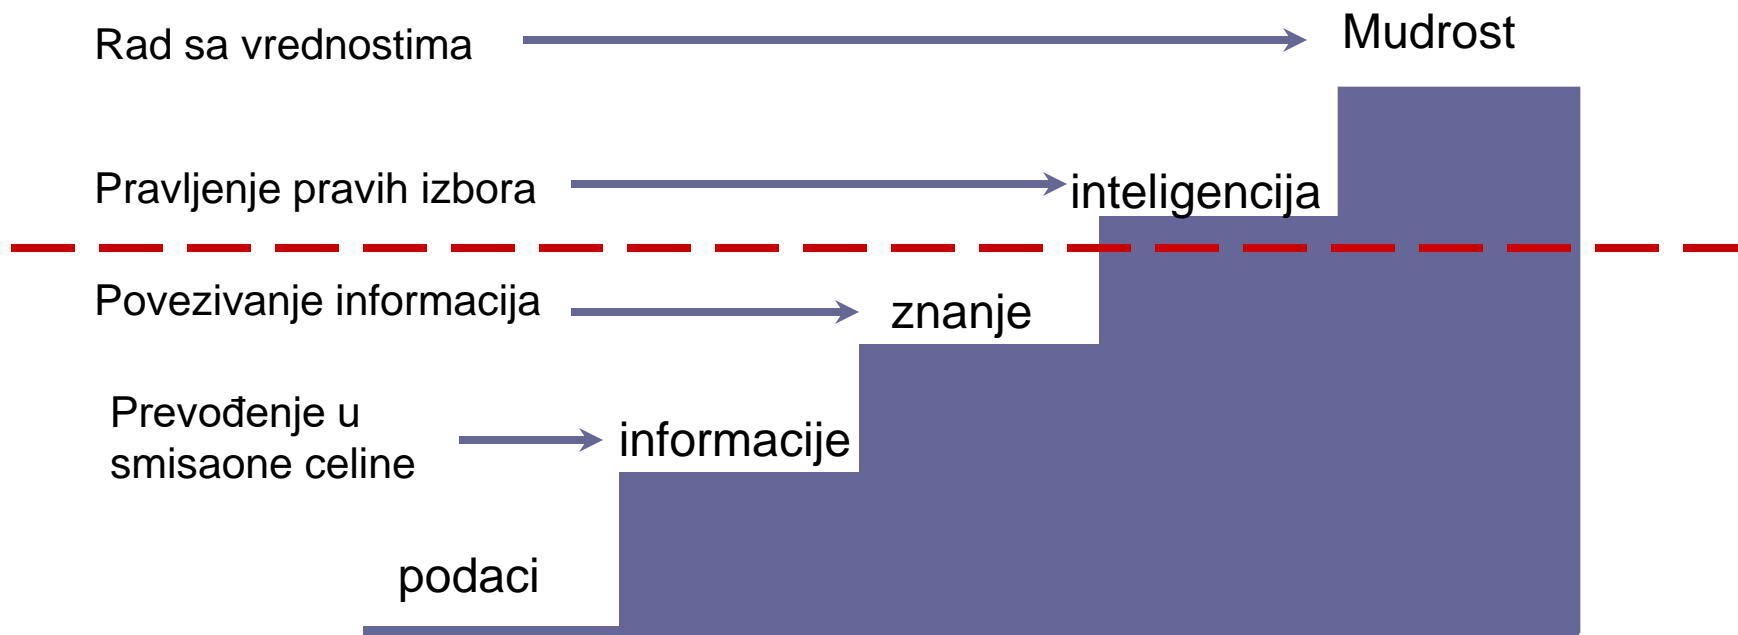 Rad sa vrednostima
Mudrost
Pravljenje pravih izbora
inteligencija
Povezivanje informacija
znanje
Prevođenje u
smisaone celine
informacije
podaci